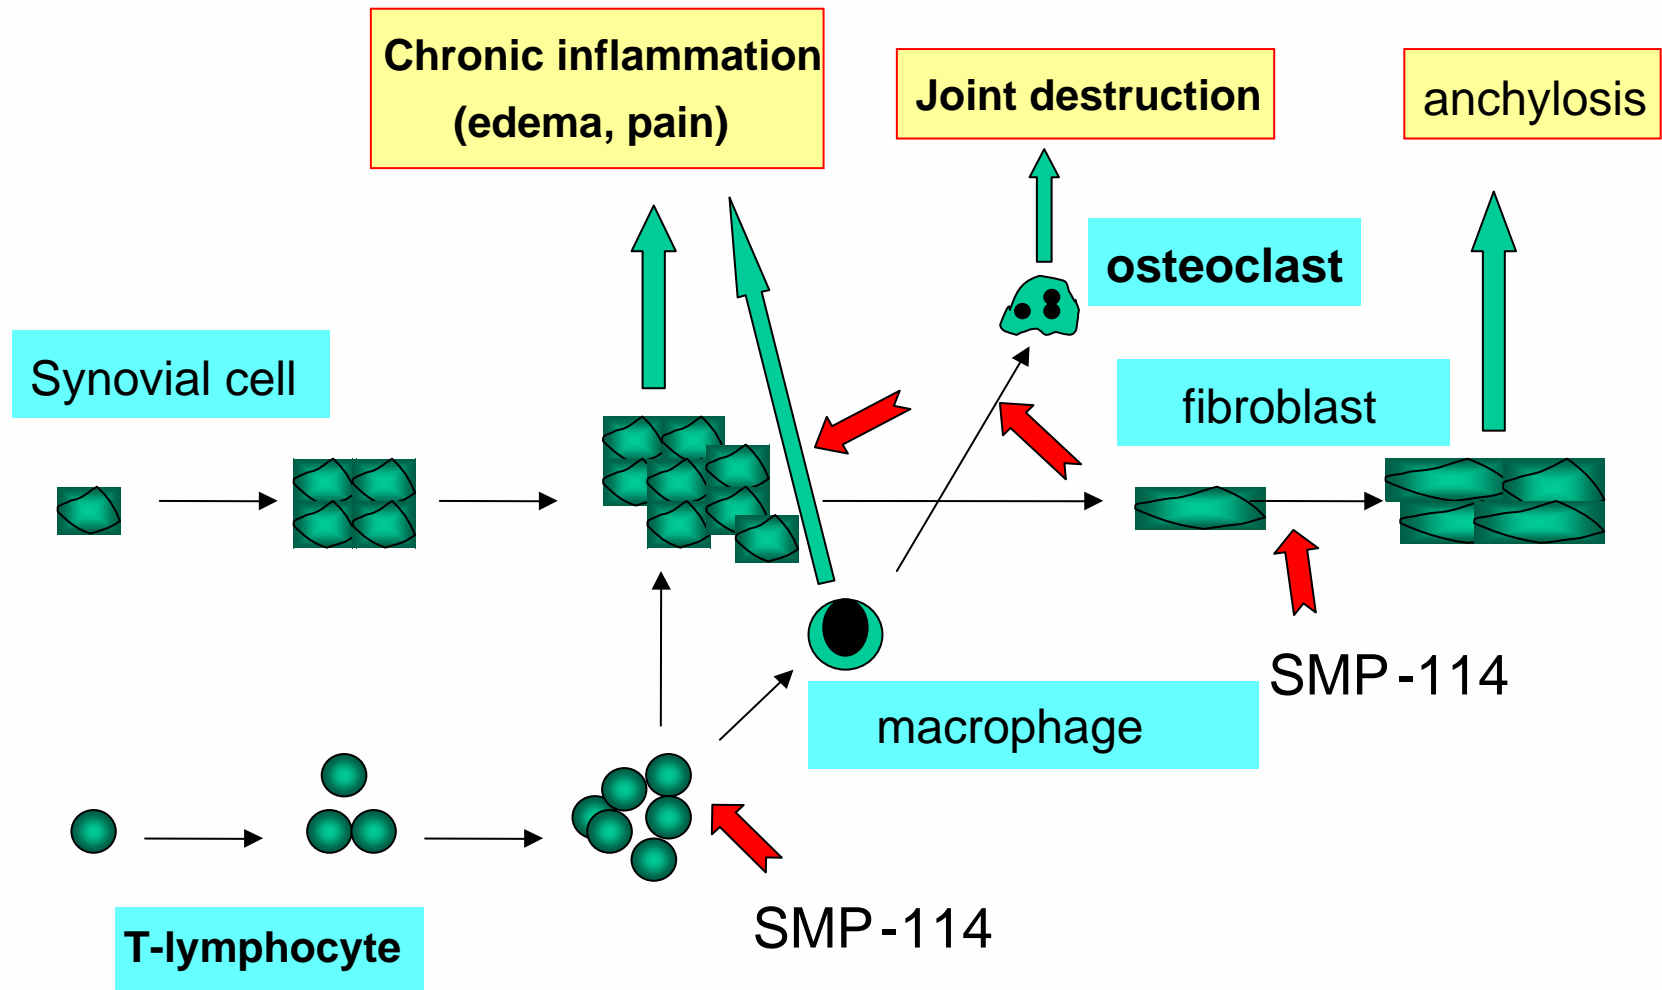 Chronic inflammation
(edema, pain)
Joint destruction
anchylosis
osteoclast
Synovial cell
fibroblast
SMP-114
macrophage
SMP-114
T-lymphocyte